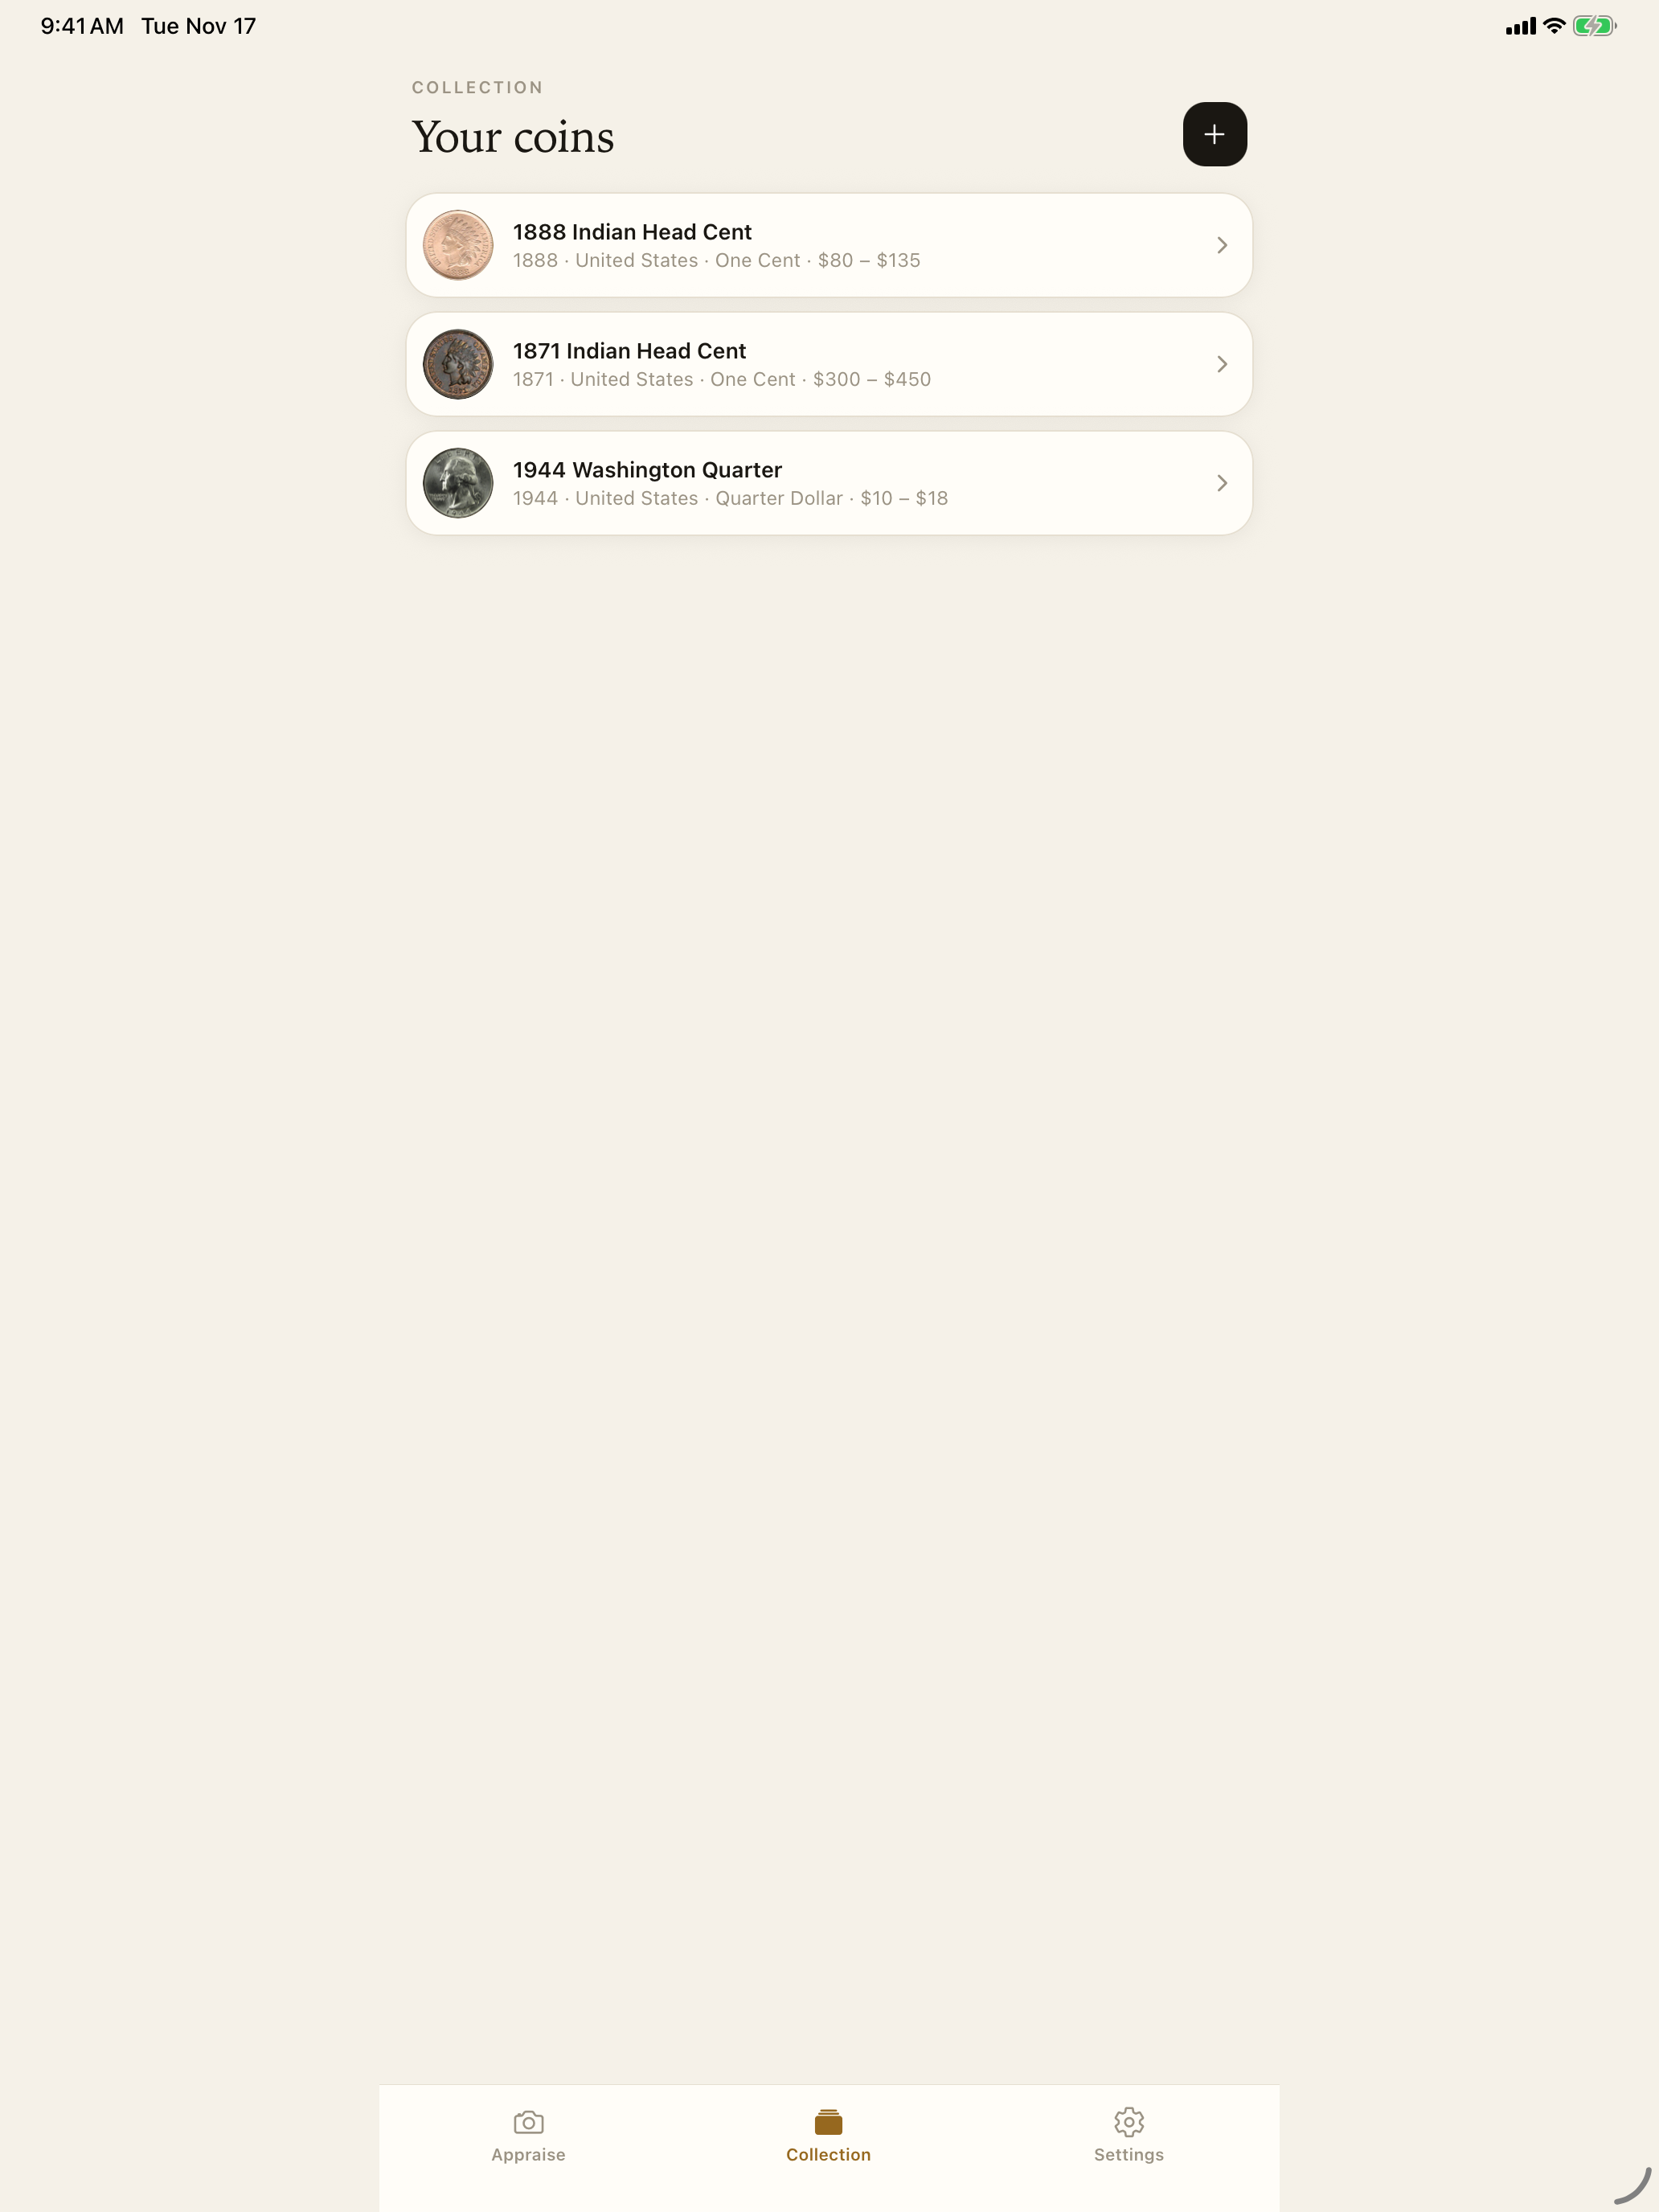 9:41 AM Tue Nov 17
COLLECTION
Your coins
1888 Indian Head Cent
1888 · United States · One Cent · $80 – $135
1871 Indian Head Cent
1871 · United States · One Cent · $300 – $450
1944 Washington Quarter
1944 · United States · Quarter Dollar · $10 – $18
Appraise
Collection
Settings